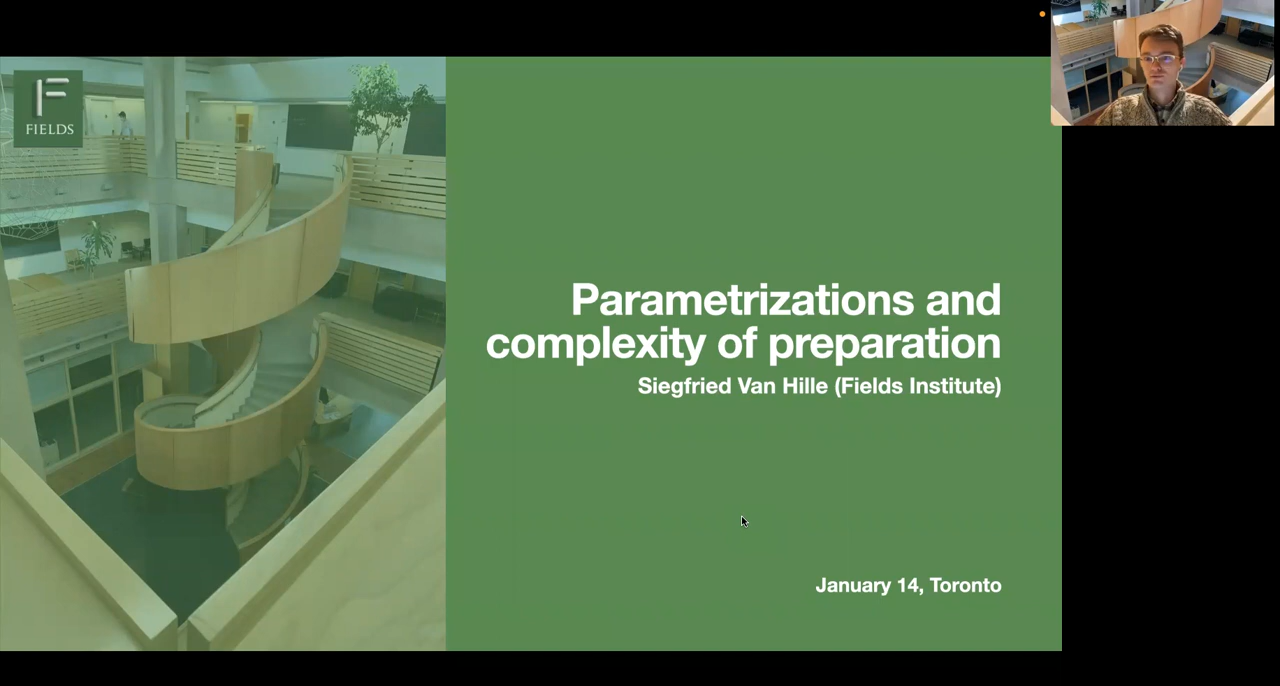 FIELDS
Parametrizations and
complexity of preparation
Siegfried Van Hille (Fields Institute)
January 14, Toronto